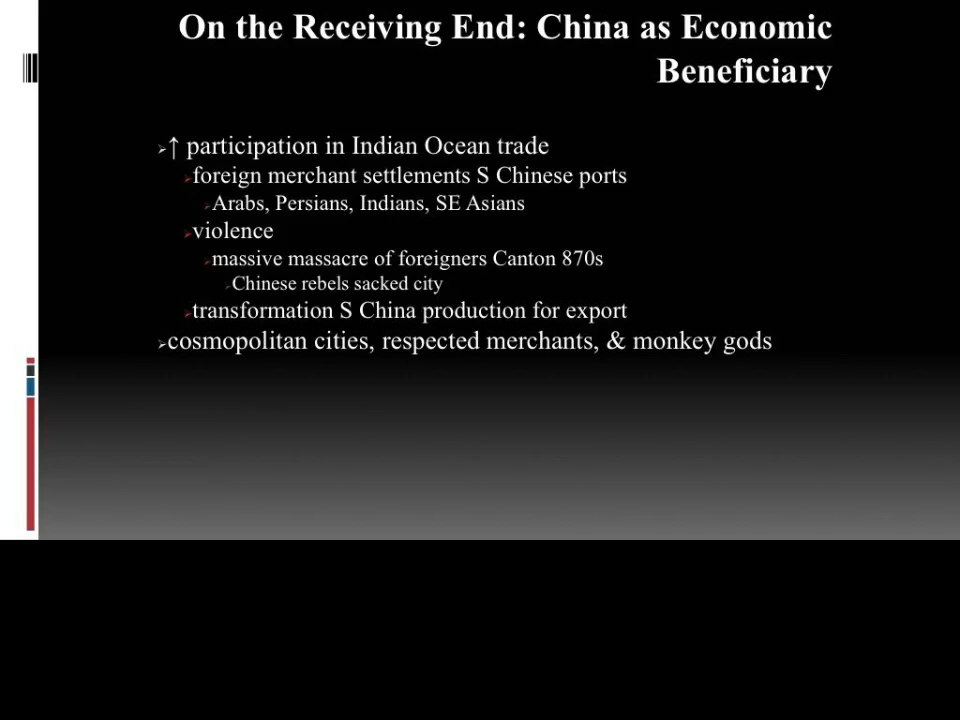 On the Receiving End: China as Economic
Beneficiary
↑ participation in Indian Ocean trade
foreign merchant settlements S Chinese ports
Arabs, Persians, Indians, SE Asians
violence
massive massacre of foreigners Canton 870s
Chinese rebels sacked city
transformation S China production for export
cosmopolitan cities, respected merchants, & monkey gods